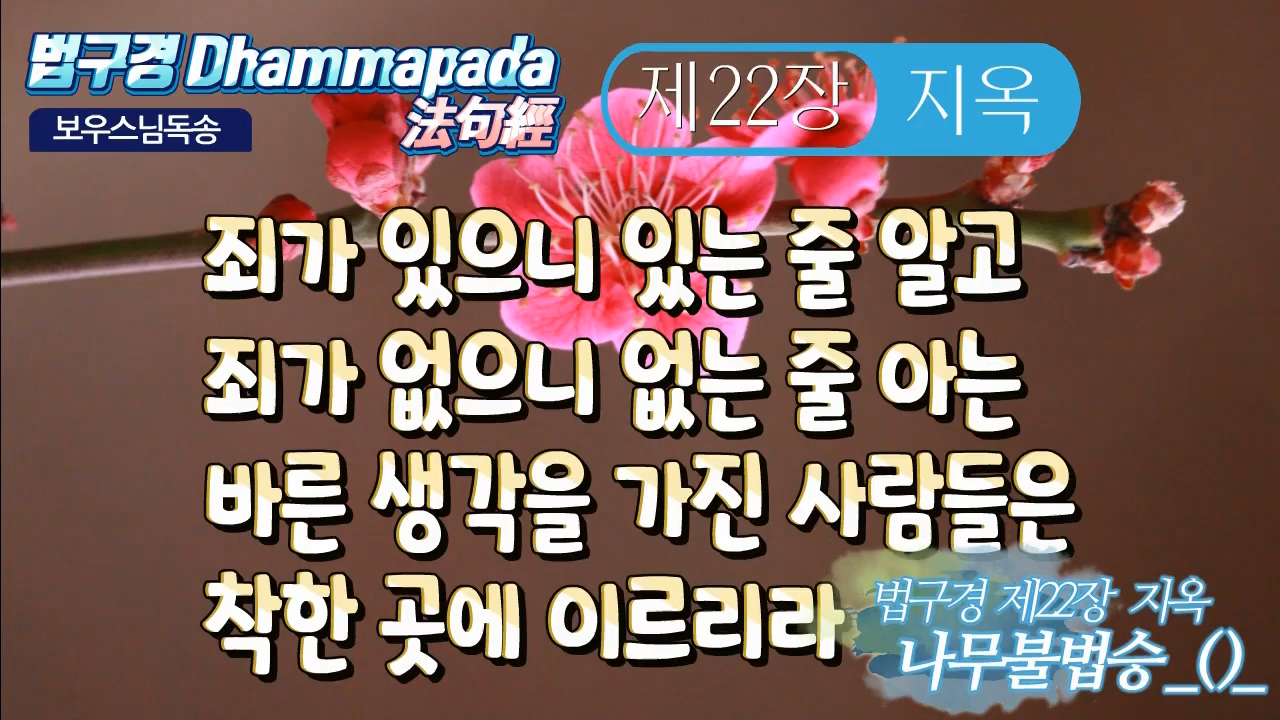 법구경 Dhammapada
法句經
보우스님독송
제22장 지옥
죄가 있으니 있는 줄 알고
죄가 없으니 없는 줄 아는
바른 생각을 가진 사람들은
착한 곳에 이르리라
법구경 제22장 지옥
나무불법승 _()_